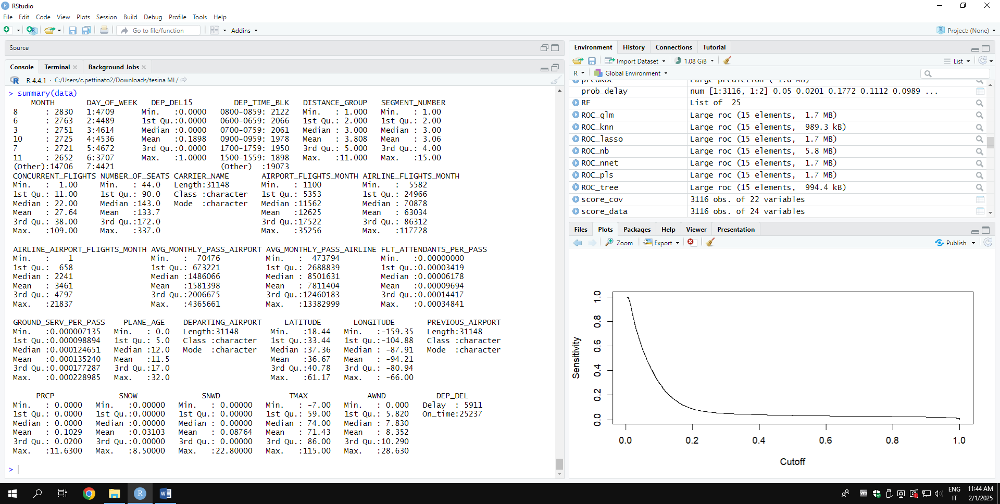 RStudio
File Edit Code View Plots Session Build Debug Profile Tools Help
Go to file/function Addins Project: (None)
Source
Console Terminal Background Jobs
R 4.4.1 · C:/Users/c.pettinato2/Downloads/tesina ML/
> summary(data)
MONTH DAY_OF_WEEK DEP_DEL15 DEP_TIME_BLK DISTANCE_GROUP SEGMENT_NUMBER
8 : 2830 1:4709 Min. :0.0000 0800-0859: 2122 Min. : 1.000 Min. : 1.00
6 : 2763 2:4489 1st Qu.:0.0000 0600-0659: 2066 1st Qu.: 2.000 1st Qu.: 2.00
3 : 2751 3:4614 Median :0.0000 0700-0759: 2061 Median : 3.000 Median : 3.00
10 : 2725 4:4536 Mean :0.1898 0900-0959: 1978 Mean : 3.808 Mean : 3.06
7 : 2721 5:4672 3rd Qu.:0.0000 1700-1759: 1950 3rd Qu.: 5.000 3rd Qu.: 4.00
11 : 2652 6:3707 Max. :1.0000 1500-1559: 1898 Max. :11.000 Max. :15.00
(Other):14706 7:4421 (Other) :19073
CONCURRENT_FLIGHTS NUMBER_OF_SEATS CARRIER_NAME AIRPORT_FLIGHTS_MONTH AIRLINE_FLIGHTS_MONTH
Min. : 1.00 Min. : 44.0 Length:31148 Min. : 1100 Min. : 5582
1st Qu.: 11.00 1st Qu.: 90.0 Class :character 1st Qu.: 5353 1st Qu.: 24966
Median : 22.00 Median :143.0 Mode :character Median :11562 Median : 70878
Mean : 27.64 Mean :133.7 Mean :12625 Mean : 63034
3rd Qu.: 38.00 3rd Qu.:172.0 3rd Qu.:17522 3rd Qu.: 86312
Max. :109.00 Max. :337.0 Max. :35256 Max. :117728
AIRLINE_AIRPORT_FLIGHTS_MONTH AVG_MONTHLY_PASS_AIRPORT AVG_MONTHLY_PASS_AIRLINE FLT_ATTENDANTS_PER_PASS
Min. : 1 Min. : 70476 Min. : 473794 Min. :0.00000000
1st Qu.: 658 1st Qu.: 673221 1st Qu.: 2688839 1st Qu.:0.00003419
Median : 2241 Median :1486066 Median : 8501631 Median :0.00006178
Mean : 3461 Mean :1581398 Mean : 7811404 Mean :0.00009694
3rd Qu.: 4797 3rd Qu.:2006675 3rd Qu.:12460183 3rd Qu.:0.00014417
Max. :21837 Max. :4365661 Max. :13382999 Max. :0.00034841
GROUND_SERV_PER_PASS PLANE_AGE DEPARTING_AIRPORT LATITUDE LONGITUDE PREVIOUS_AIRPORT
Min. :0.000007135 Min. : 0.0 Length:31148 Min. :18.44 Min. :-159.35 Length:31148
1st Qu.:0.000098894 1st Qu.: 5.0 Class :character 1st Qu.:33.44 1st Qu.:-104.88 Class :character
Median :0.000124651 Median :12.0 Mode :character Median :37.36 Median : -87.91 Mode :character
Mean :0.000135240 Mean :11.5 Mean :36.67 Mean : -94.21
3rd Qu.:0.000177287 3rd Qu.:17.0 3rd Qu.:40.78 3rd Qu.: -80.94
Max. :0.000228985 Max. :32.0 Max. :61.17 Max. : -66.00
PRCP SNOW SNWD TMAX AWND DEP_DEL
Min. : 0.0000 Min. :0.00000 Min. : 0.00000 Min. : -7.00 Min. : 0.000 Delay : 5911
1st Qu.: 0.0000 1st Qu.:0.00000 1st Qu.: 0.00000 1st Qu.: 59.00 1st Qu.: 5.820 On_time:25237
Median : 0.0000 Median :0.00000 Median : 0.00000 Median : 74.00 Median : 7.830
Mean : 0.1029 Mean :0.03103 Mean : 0.08764 Mean : 71.43 Mean : 8.352
3rd Qu.: 0.0200 3rd Qu.:0.00000 3rd Qu.: 0.00000 3rd Qu.: 86.00 3rd Qu.:10.290
Max. :11.6300 Max. :8.50000 Max. :22.80000 Max. :115.00 Max. :28.630
>
Environment History Connections Tutorial
Import Dataset 1.08 GiB List
R Global Environment
prob_delay num [1:3116, 1:2] 0.05 0.0201 0.1772 0.1112 0.0989 ...
RF List of 25
ROC_glm Large roc (15 elements, 1.7 MB)
ROC_knn Large roc (15 elements, 989.3 kB)
ROC_lasso Large roc (15 elements, 1.7 MB)
ROC_nb Large roc (15 elements, 5.8 MB)
ROC_nnet Large roc (15 elements, 1.7 MB)
ROC_pls Large roc (15 elements, 1.7 MB)
ROC_tree Large roc (15 elements, 994.4 kB)
score_cov 3116 obs. of 22 variables
score_data 3116 obs. of 24 variables
Files Plots Packages Help Viewer Presentation
Zoom Export Publish
Sensitivity
1.0
0.8
0.6
0.4
0.2
0.0
0.0 0.2 0.4 0.6 0.8 1.0
Cutoff
ENG
IT
11:44 AM
2/1/2025